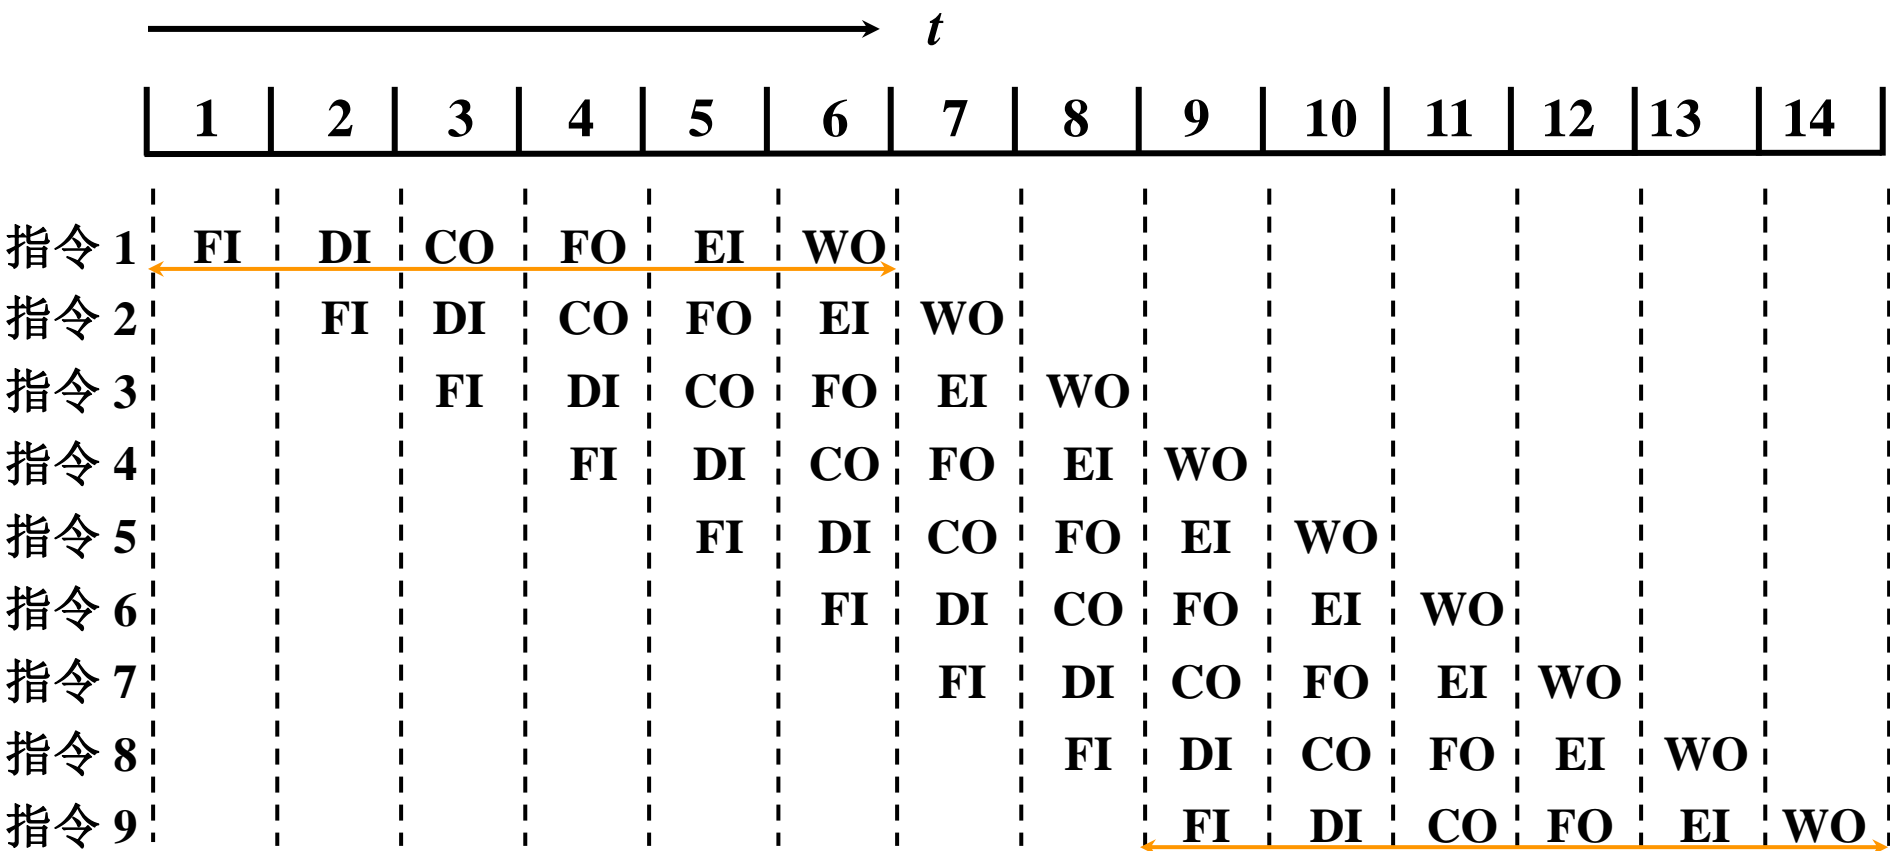 t
1 2 3 4 5 6 7 8 9 10 11 12 13 14
指令 1 FI DI CO FO EI WO
指令 2 FI DI CO FO EI WO
指令 3 FI DI CO FO EI WO
指令 4 FI DI CO FO EI WO
指令 5 FI DI CO FO EI WO
指令 6 FI DI CO FO EI WO
指令 7 FI DI CO FO EI WO
指令 8 FI DI CO FO EI WO
指令 9 FI DI CO FO EI WO